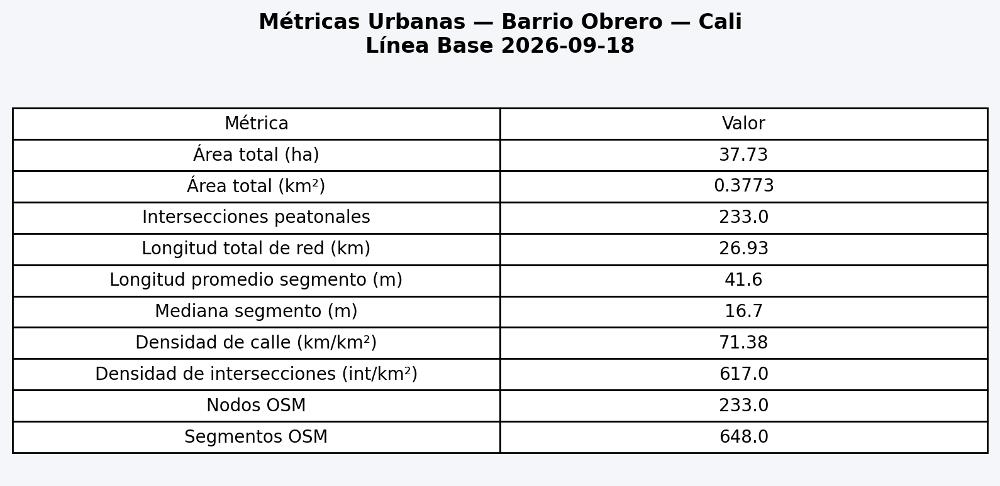 Métricas Urbanas — Barrio Obrero — Cali
Línea Base 2026-09-18
Métrica Valor
Área total (ha) 37.73
Área total (km²) 0.3773
Intersecciones peatonales 233.0
Longitud total de red (km) 26.93
Longitud promedio segmento (m) 41.6
Mediana segmento (m) 16.7
Densidad de calle (km/km²) 71.38
Densidad de intersecciones (int/km²) 617.0
Nodos OSM 233.0
Segmentos OSM 648.0